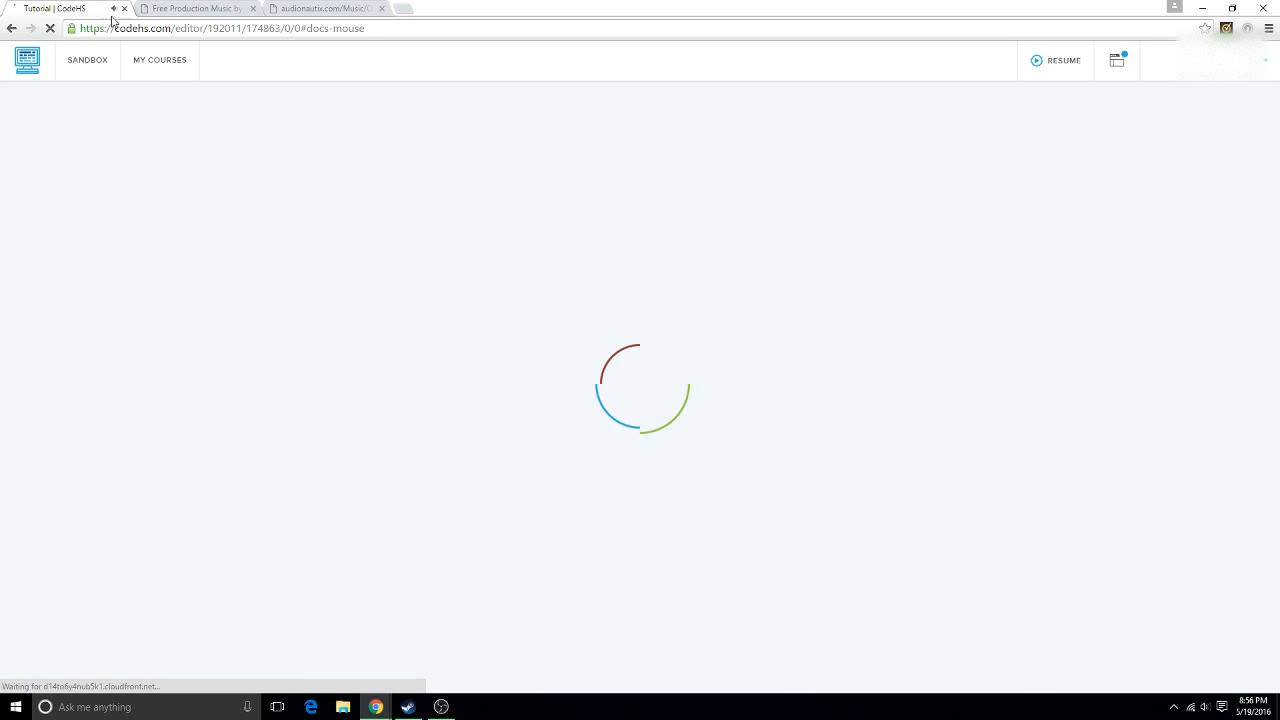 Tutorial | CodeHS
Free Production Music by
audionautix.com/Music/
https://codehs.com/editor/192011/174863/0/0#docs-mouse
SANDBOX
MY COURSES
RESUME
Waiting for d14to6y4nub5k1.cloudfront.net...
Ask me anything
8:56 PM
5/19/2016